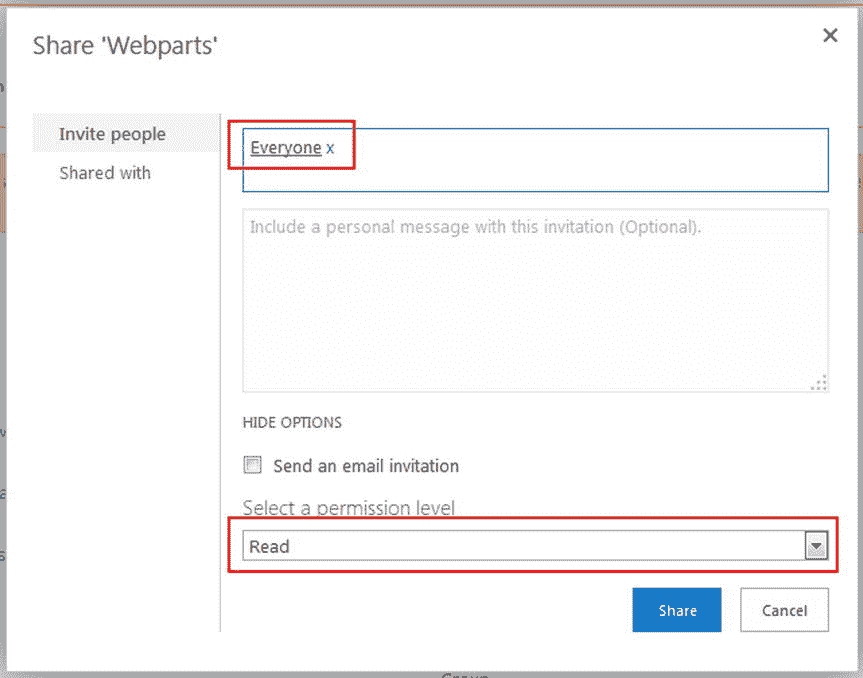 Share 'Webparts'
Invite people
Shared with
Everyone x
Include a personal message with this invitation (Optional).
HIDE OPTIONS
Send an email invitation
Select a permission level
Read
Share
Cancel